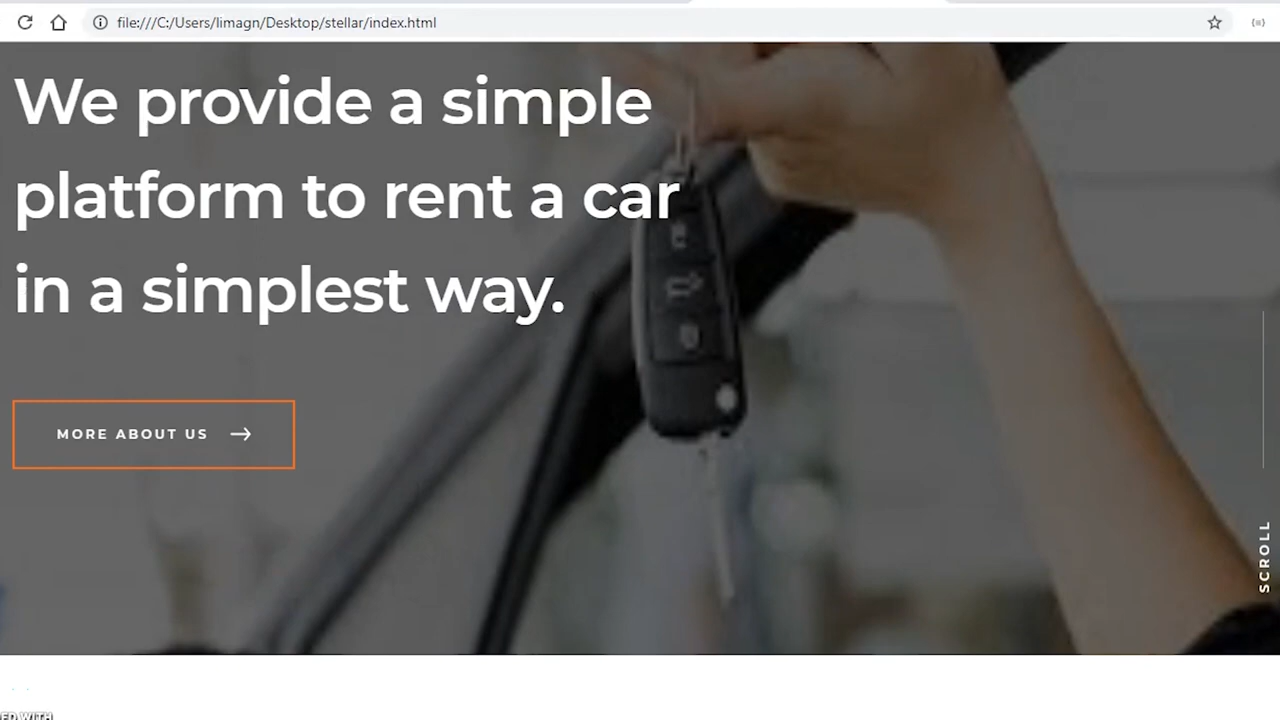 file:///C:/Users/limagn/Desktop/stellar/index.html
We provide a simple
platform to rent a car
in a simplest way.
MORE ABOUT US
SCROLL